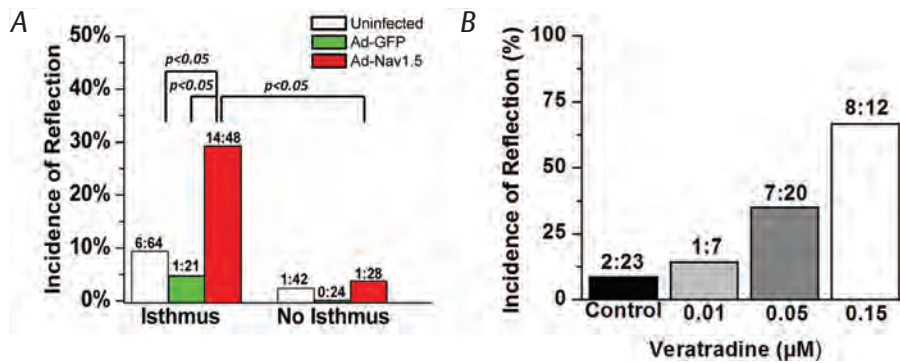 A
Incidence of Reflection
50%
40%
30%
20%
10%
0%
Uninfected
Ad-GFP
Ad-Nav1.5
p<0.05
p<0.05
p<0.05
14:48
6:64
1:21
1:42
0:24
1:28
Isthmus
No Isthmus
B
Incidence of Reflection (%)
100
75
50
25
0
2:23
1:7
7:20
8:12
Control
0.01
0.05
0.15
Veratradine (µM)